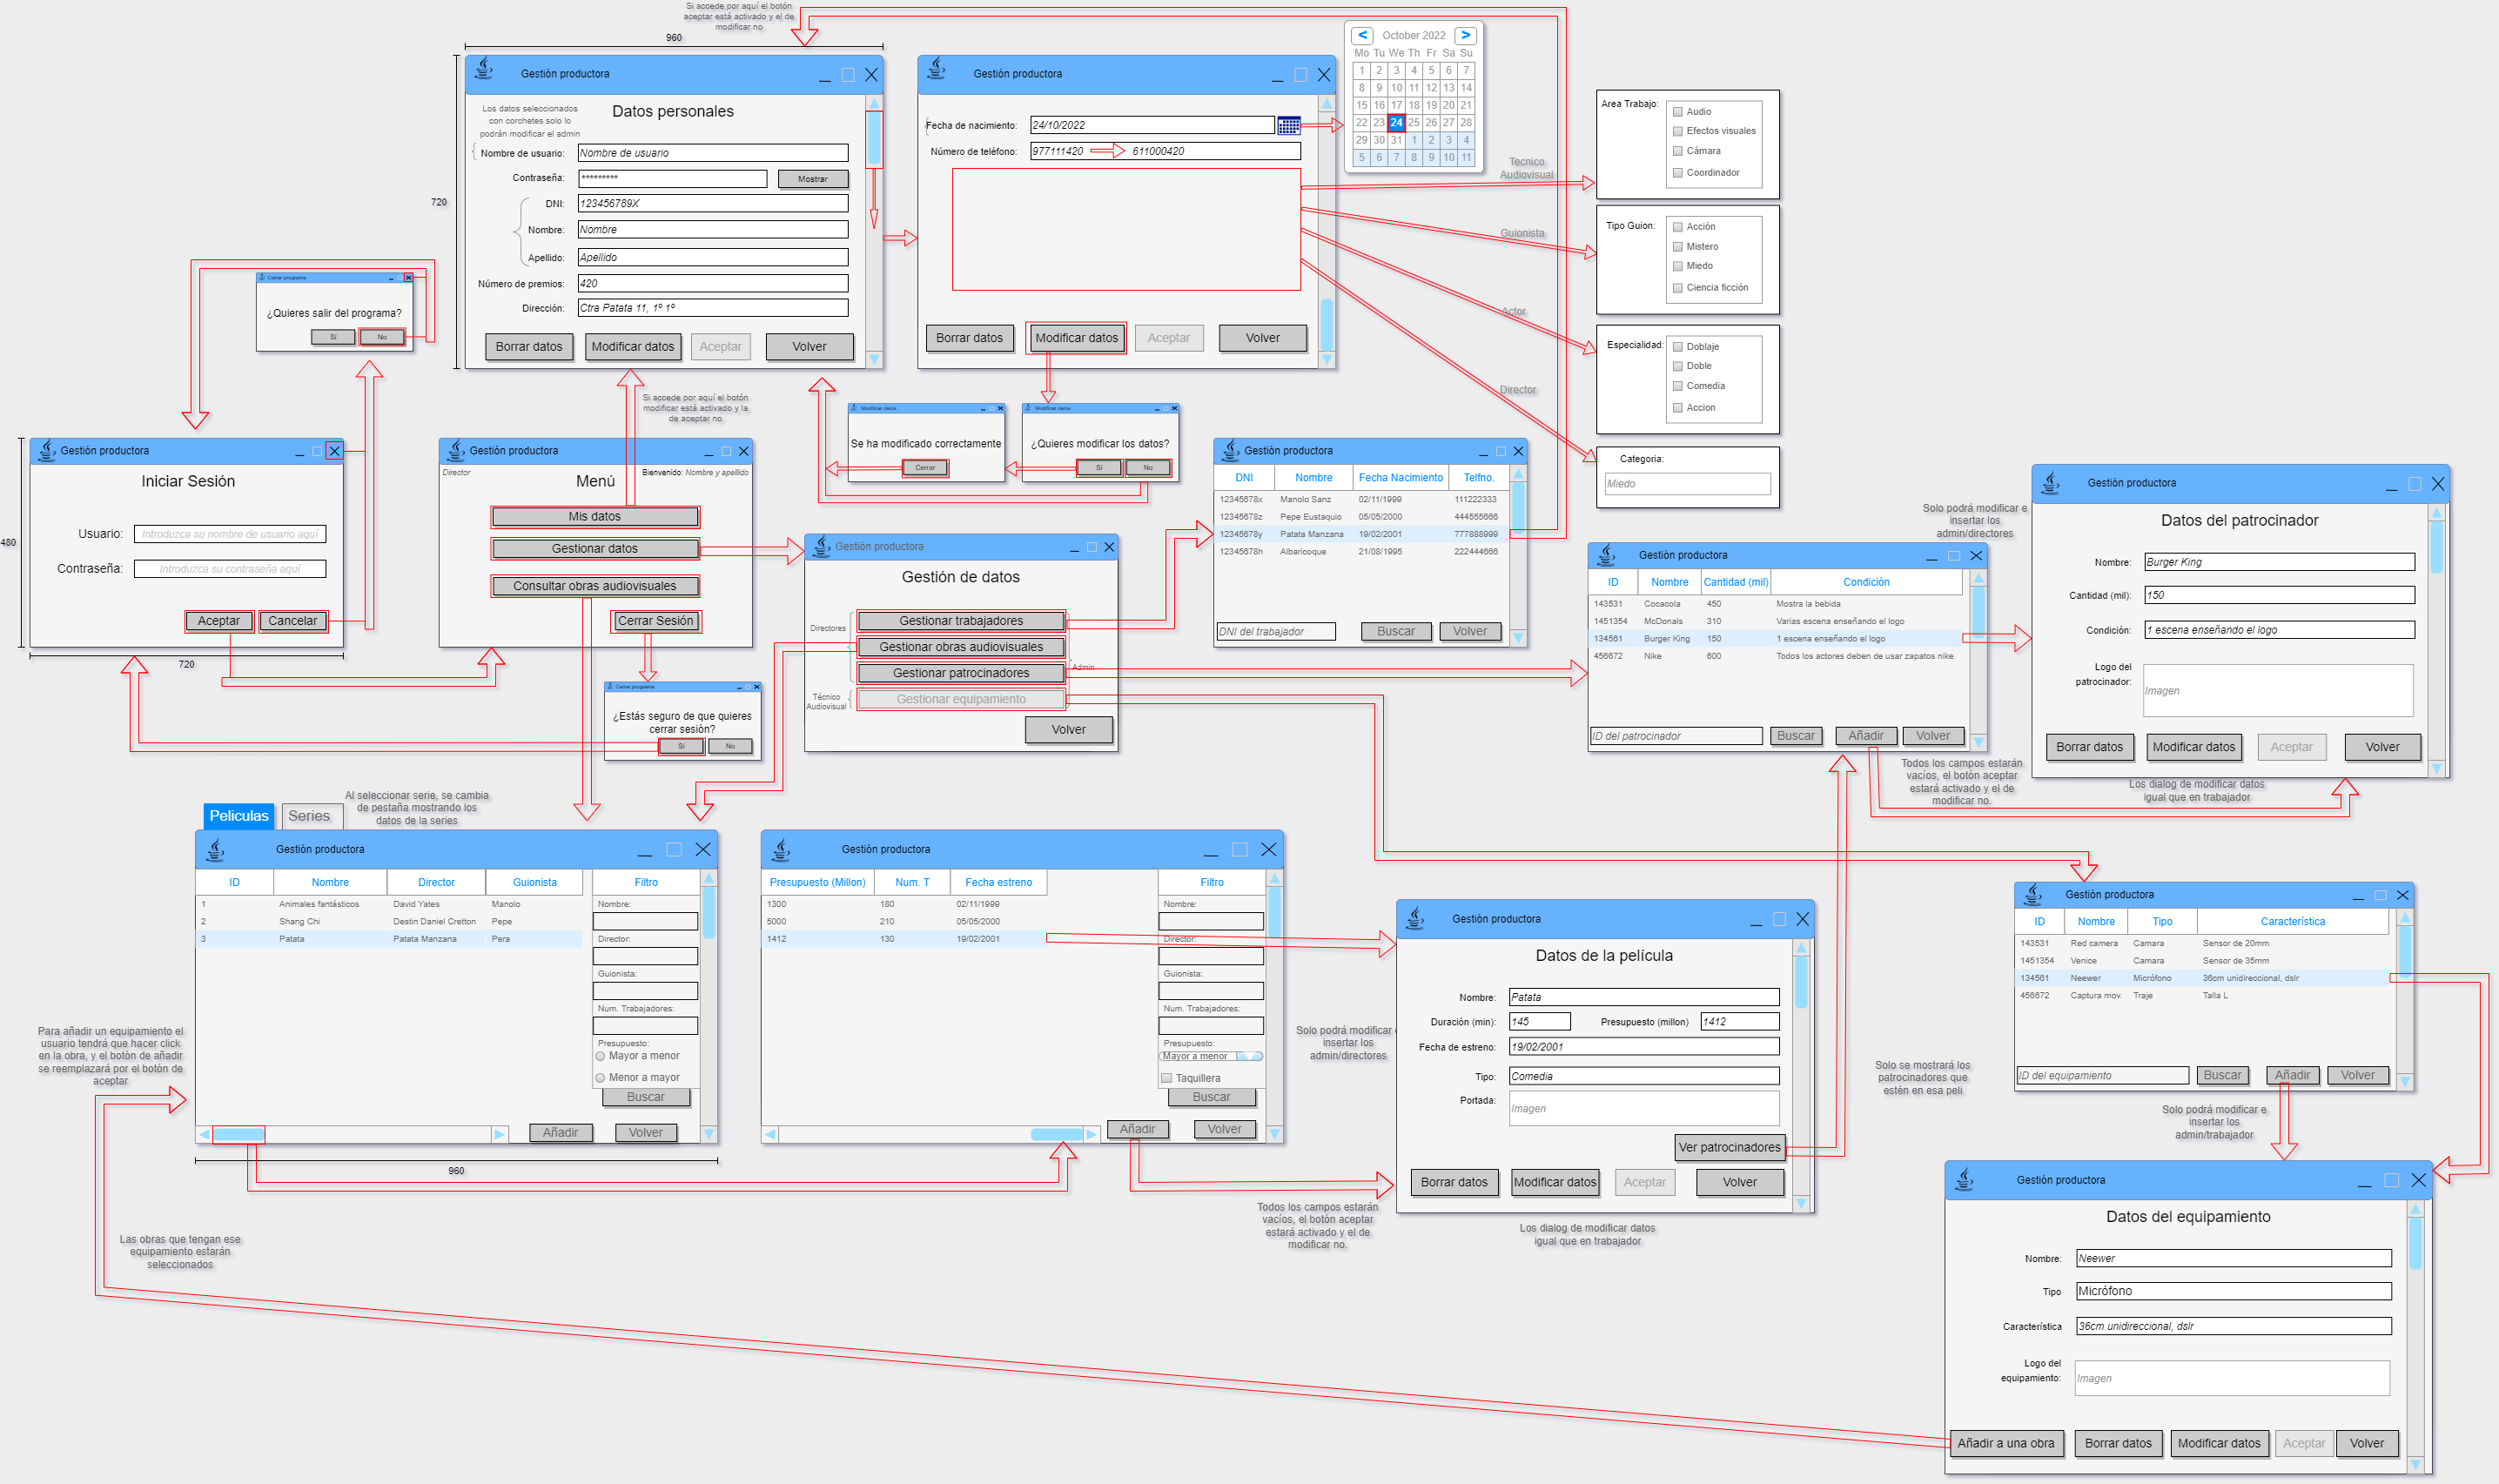 Si accede por aquí el botón
aceptar está activado y el de
modificar no
960
720
Gestión productora
Los datos seleccionados
con corchetes solo lo
podrán modificar el admin
Datos personales
Nombre de usuario:
Nombre de usuario
Contraseña:
*********
Mostrar
DNI:
123456789X
Nombre:
Nombre
Apellido:
Apellido
Número de premios:
420
Dirección:
Ctra Patata 11, 1º 1º
Borrar datos
Modificar datos
Aceptar
Volver
Gestión productora
Fecha de nacimiento:
24/10/2022
Número de teléfono:
977111420
611000420
Borrar datos
Modificar datos
Aceptar
Volver
<
October 2022
>
Mo Tu We Th Fr Sa Su
1 2 3 4 5 6 7
8 9 10 11 12 13 14
15 16 17 18 19 20 21
22 23 24 25 26 27 28
29 30 31 1 2 3 4
5 6 7 8 9 10 11
Tecnico
Audiovisual
Guionista
Actor
Director
Area Trabajo:
Audio
Efectos visuales
Cámara
Coordinador
Tipo Guion:
Acción
Mistero
Miedo
Ciencia ficción
Especialidad:
Doblaje
Doble
Comedia
Accion
Categoria:
Miedo
Cerrar programa
¿Quieres salir del programa?
Sí
No
Si accede por aquí el botón
modificar está activado y la
de aceptar no
Modificar datos
Se ha modificado correctamente
Cerrar
Modificar datos
¿Quieres modificar los datos?
Sí
No
480
720
Gestión productora
Iniciar Sesión
Usuario:
Introduzca su nombre de usuario aquí
Contraseña:
Introduzca su contraseña aquí
Aceptar
Cancelar
Gestión productora
Director
Bienvenido: Nombre y apellido
Menú
Mis datos
Gestionar datos
Consultar obras audiovisuales
Cerrar Sesión
Cerrar programa
¿Estás seguro de que quieres
cerrar sesión?
Sí
No
Gestión productora
Gestión de datos
Directores
Gestionar trabajadores
Gestionar obras audiovisuales
Gestionar patrocinadores
Admin
Técnico
Audiovisual
Gestionar equipamiento
Volver
Gestión productora
DNI
Nombre
Fecha Nacimiento
Telfno.
12345678x
Manolo Sanz
02/11/1999
111222333
12345678z
Pepe Eustaquio
05/05/2000
444555666
12345678y
Patata Manzana
19/02/2001
777888999
12345678h
Albaricoque
21/08/1995
222444666
DNI del trabajador
Buscar
Volver
Gestión productora
ID
Nombre
Cantidad (mil)
Condición
143531
Cocacola
450
Mostra la bebida
1451354
McDonals
310
Varias escena enseñando el logo
134561
Burger King
150
1 escena enseñando el logo
456672
Nike
600
Todos los actores deben de usar zapatos nike
ID del patrocinador
Buscar
Añadir
Volver
Solo podrá modificar e
insertar los
admin/directores
Gestión productora
Datos del patrocinador
Nombre:
Burger King
Cantidad (mil):
150
Condición:
1 escena enseñando el logo
Logo del
patrocinador:
Imagen
Borrar datos
Modificar datos
Aceptar
Volver
Todos los campos estarán
vacíos, el botón aceptar
estará activado y el de
modificar no.
Los dialog de modificar datos
igual que en trabajador
Al seleccionar serie, se cambia
de pestaña mostrando los
datos de la series
Peliculas
Series
Gestión productora
ID
Nombre
Director
Guionista
Filtro
1
Animales fantásticos
David Yates
Manolo
2
Shang Chi
Destin Daniel Cretton
Pepe
3
Patata
Patata Manzana
Pera
Nombre:
Director:
Guionista:
Num. Trabajadores:
Presupuesto:
Mayor a menor
Menor a mayor
Buscar
Añadir
Volver
960
Gestión productora
Presupuesto (Millon)
Num. T
Fecha estreno
Filtro
1300
180
02/11/1999
5000
210
05/05/2000
1412
130
19/02/2001
Nombre:
Director:
Guionista:
Num. Trabajadores:
Presupuesto:
Mayor a menor
Taquillera
Buscar
Añadir
Volver
Para añadir un equipamiento el
usuario tendrá que hacer click
en la obra, y el botón de añadir
se reemplazará por el botón de
aceptar
Las obras que tengan ese
equipamiento estarán
seleccionados
Solo podrá modificar e
insertar los
admin/directores
Todos los campos estarán
vacíos, el botón aceptar
estará activado y el de
modificar no.
Gestión productora
Datos de la película
Nombre:
Patata
Duración (min):
145
Presupuesto (millon)
1412
Fecha de estreno:
19/02/2001
Tipo:
Comedia
Portada:
Imagen
Ver patrocinadores
Borrar datos
Modificar datos
Aceptar
Volver
Los dialog de modificar datos
igual que en trabajador
Solo se mostrará los
patrocinadores que
estén en esa peli
Gestión productora
ID
Nombre
Tipo
Característica
143531
Red camera
Camara
Sensor de 20mm
1451354
Venice
Camara
Sensor de 35mm
134561
Neewer
Micrófono
36cm unidireccional, dslr
456672
Captura mov.
Traje
Talla L
ID del equipamiento
Buscar
Añadir
Volver
Solo podrá modificar e
insertar los
admin/trabajador
Gestión productora
Datos del equipamiento
Nombre:
Neewer
Tipo
Micrófono
Característica
36cm unidireccional, dslr
Logo del
equipamiento:
Imagen
Añadir a una obra
Borrar datos
Modificar datos
Aceptar
Volver